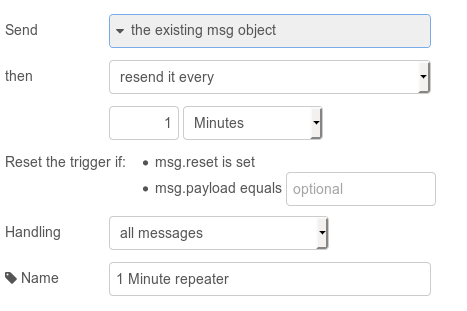 Send the existing msg object
then resend it every
1 Minutes
Reset the trigger if: • msg.reset is set
• msg.payload equals optional
Handling all messages
Name 1 Minute repeater